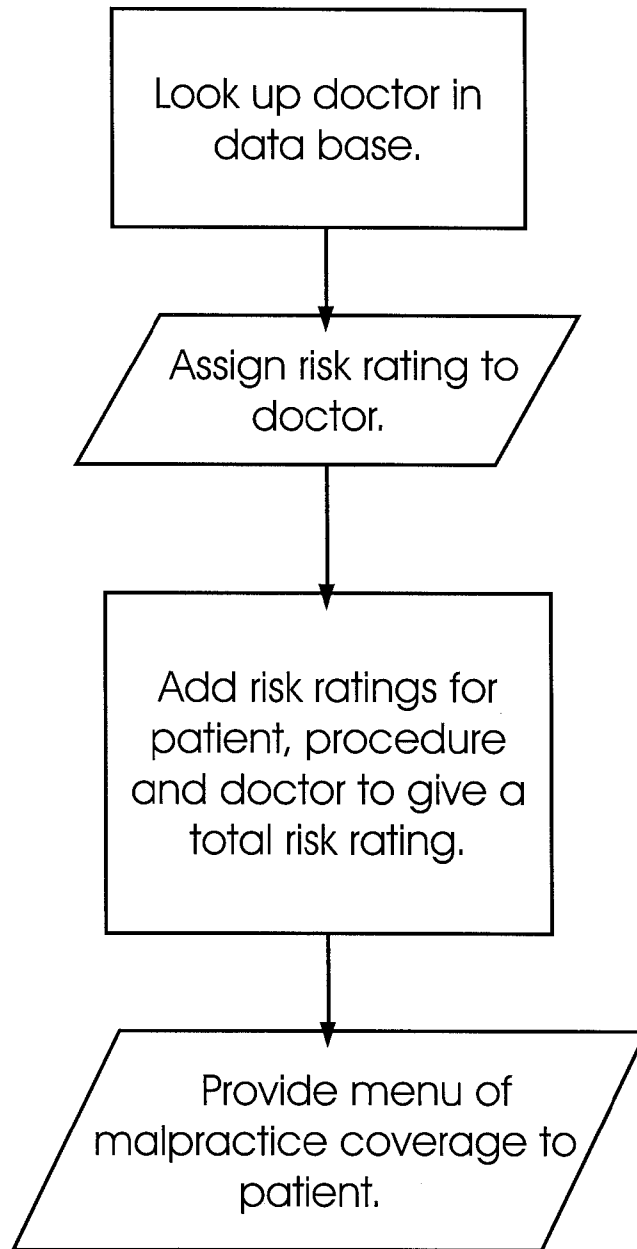 Look up doctor in
data base.
Assign risk rating to
doctor.
Add risk ratings for
patient, procedure
and doctor to give a
total risk rating.
Provide menu of
malpractice coverage to
patient.